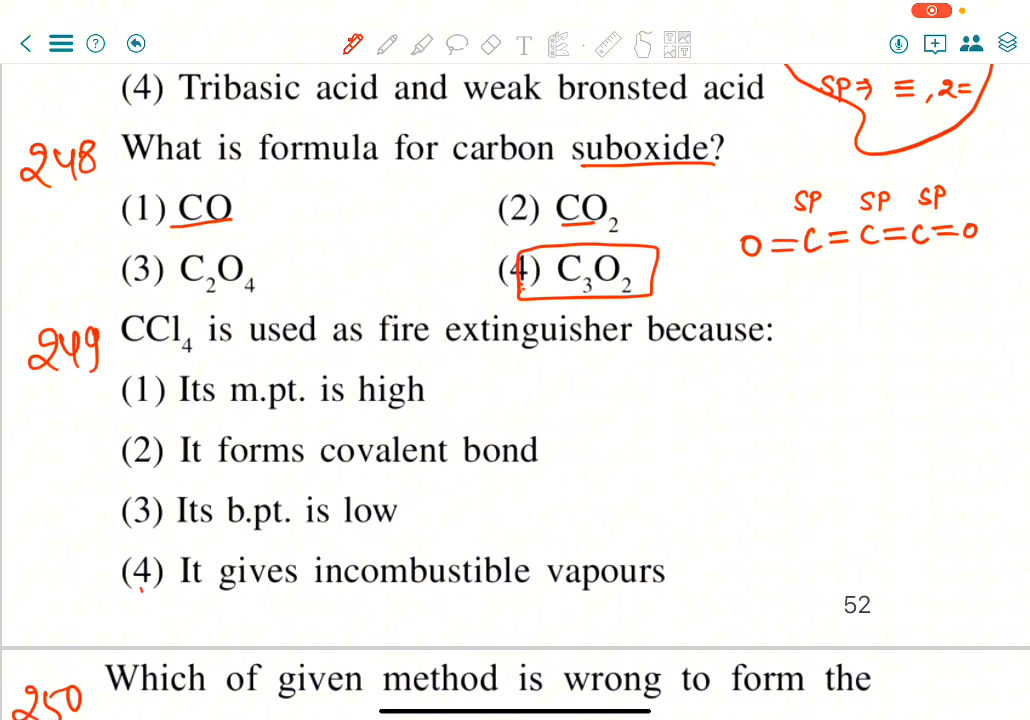 (4) Tribasic acid and weak bronsted acid
SP⇒ ≡ , 2=
248 What is formula for carbon suboxide?
(1) CO (2) CO₂
SP SP SP
O=C=C=C=O
(3) C₂O₄ (4) C₃O₂
249 CCl₄ is used as fire extinguisher because:
(1) Its m.pt. is high
(2) It forms covalent bond
(3) Its b.pt. is low
(4) It gives incombustible vapours
52
250 Which of given method is wrong to form the